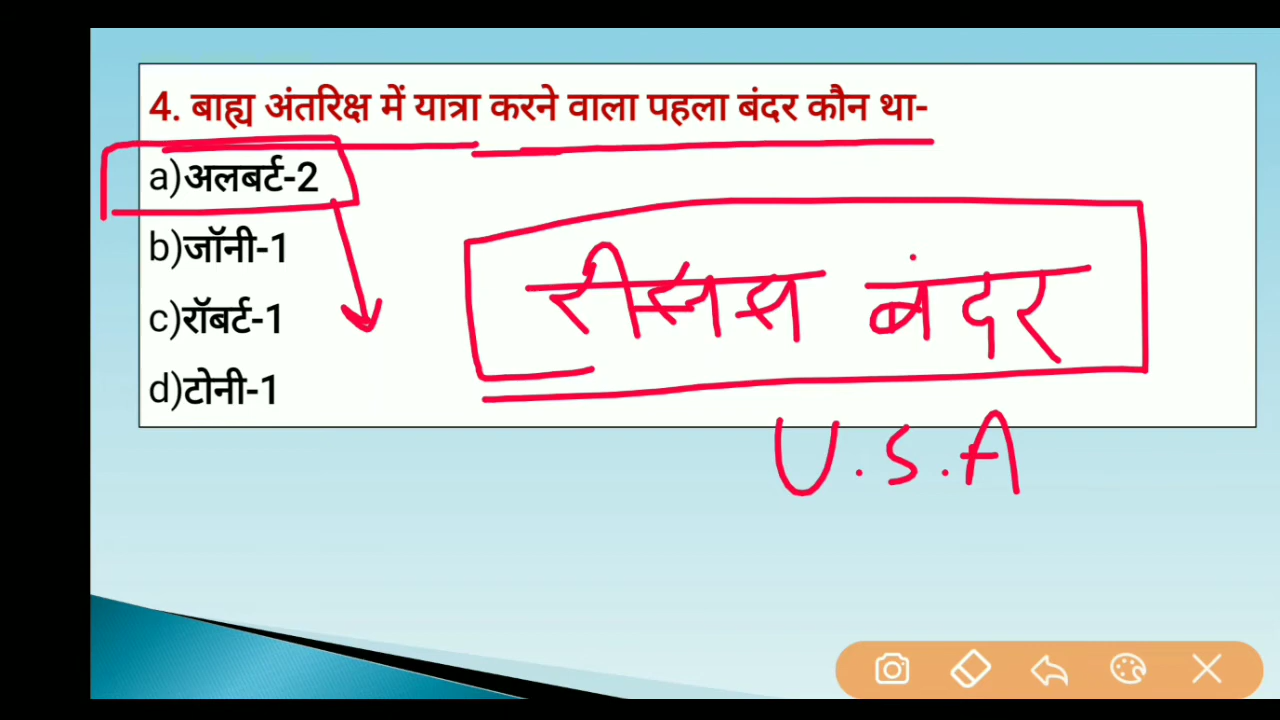 4. बाह्य अंतरिक्ष में यात्रा करने वाला पहला बंदर कौन था-
a)अलबर्ट-2
b)जॉनी-1
c)रॉबर्ट-1
d)टोनी-1
रीसस बंदर
U.S.A